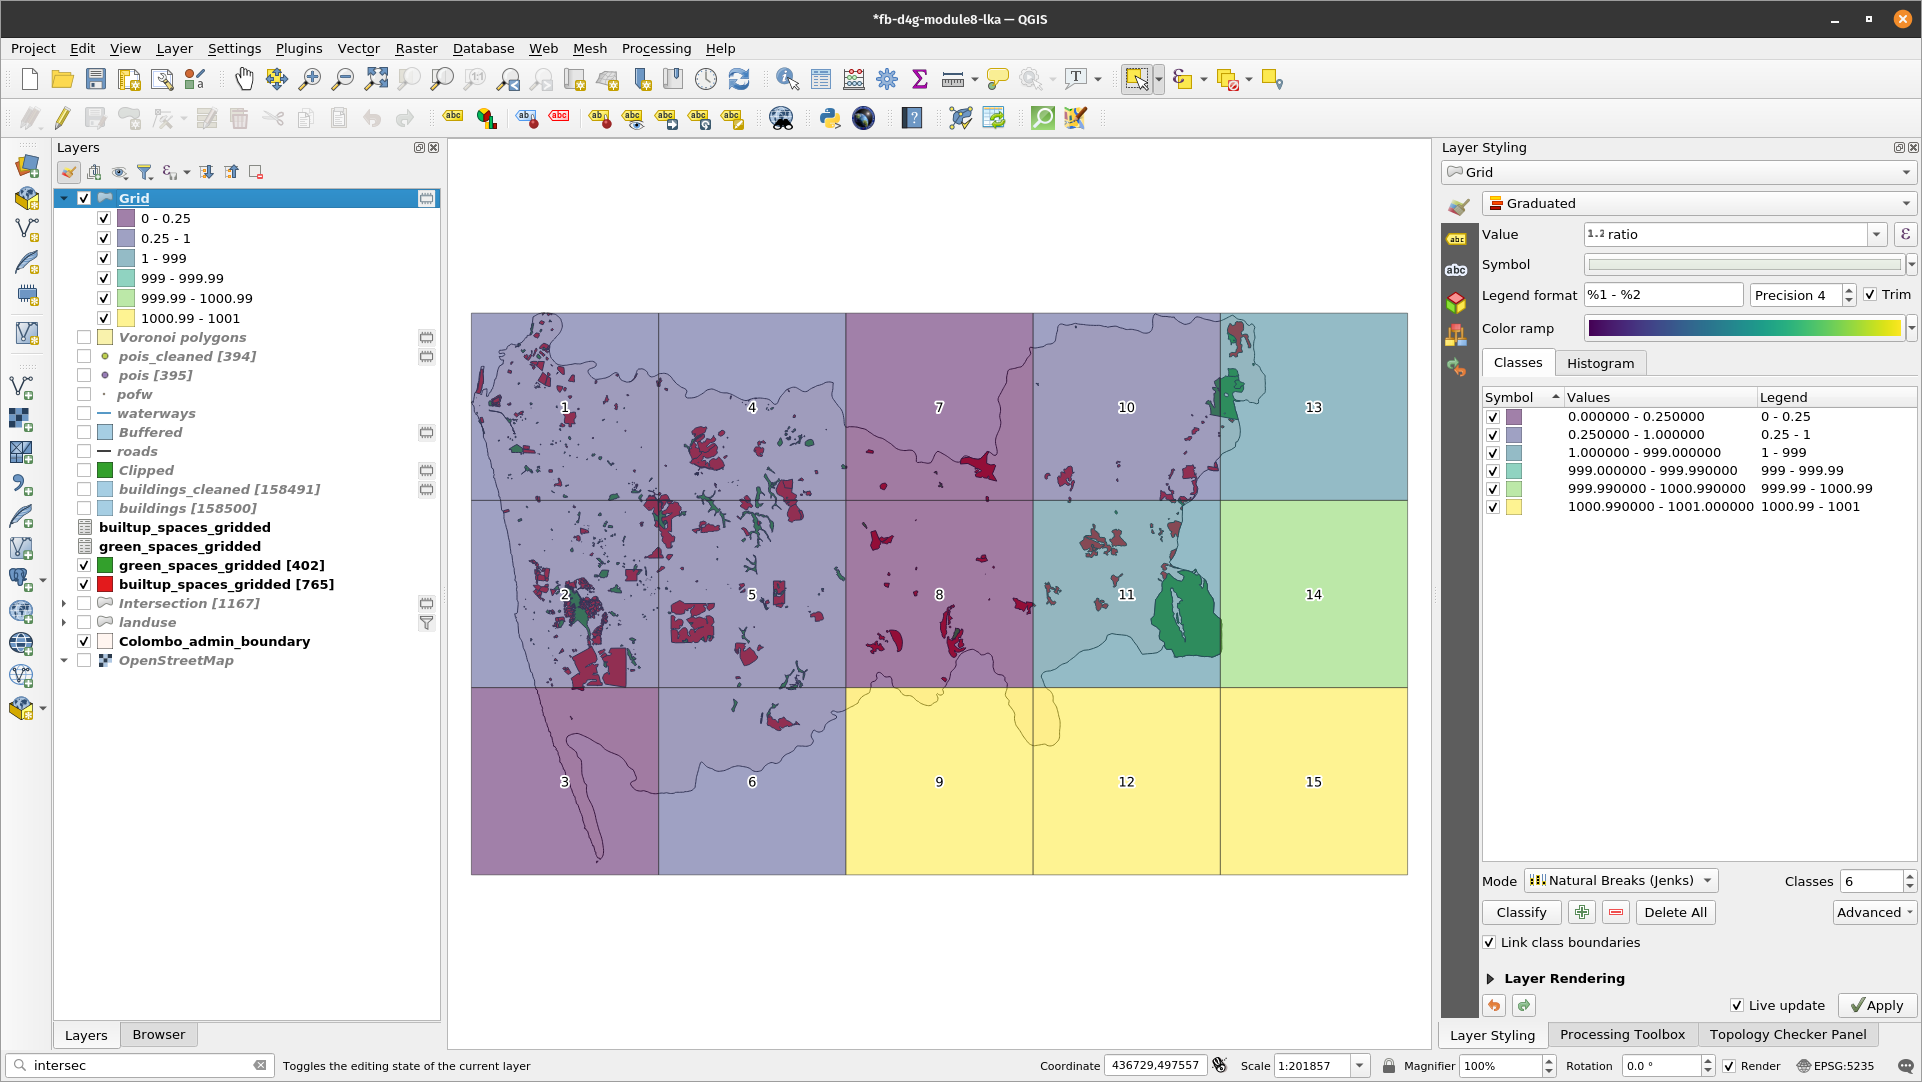 *fb-d4g-module8-lka — QGIS
Project Edit View Layer Settings Plugins Vector Raster Database Web Mesh Processing Help
Layers
Grid
0 - 0.25
0.25 - 1
1 - 999
999 - 999.99
999.99 - 1000.99
1000.99 - 1001
Voronoi polygons
pois_cleaned [394]
pois [395]
pofw
waterways
Buffered
roads
Clipped
buildings_cleaned [158491]
buildings [158500]
builtup_spaces_gridded
green_spaces_gridded
green_spaces_gridded [402]
builtup_spaces_gridded [765]
Intersection [1167]
landuse
Colombo_admin_boundary
OpenStreetMap
Layers Browser
1 4 7 10 13
2 5 8 11 14
3 6 9 12 15
Layer Styling
Grid
Graduated
Value 1.2 ratio ε
Symbol
Legend format %1 - %2 Precision 4 Trim
Color ramp
Classes Histogram
Symbol Values Legend
0.000000 - 0.250000 0 - 0.25
0.250000 - 1.000000 0.25 - 1
1.000000 - 999.000000 1 - 999
999.000000 - 999.990000 999 - 999.99
999.990000 - 1000.990000 999.99 - 1000.99
1000.990000 - 1001.000000 1000.99 - 1001
Mode Natural Breaks (Jenks) Classes 6
Classify Delete All Advanced
Link class boundaries
Layer Rendering
Live update Apply
Layer Styling Processing Toolbox Topology Checker Panel
intersec Toggles the editing state of the current layer Coordinate 436729,497557 Scale 1:201857 Magnifier 100% Rotation 0.0 ° Render EPSG:5235